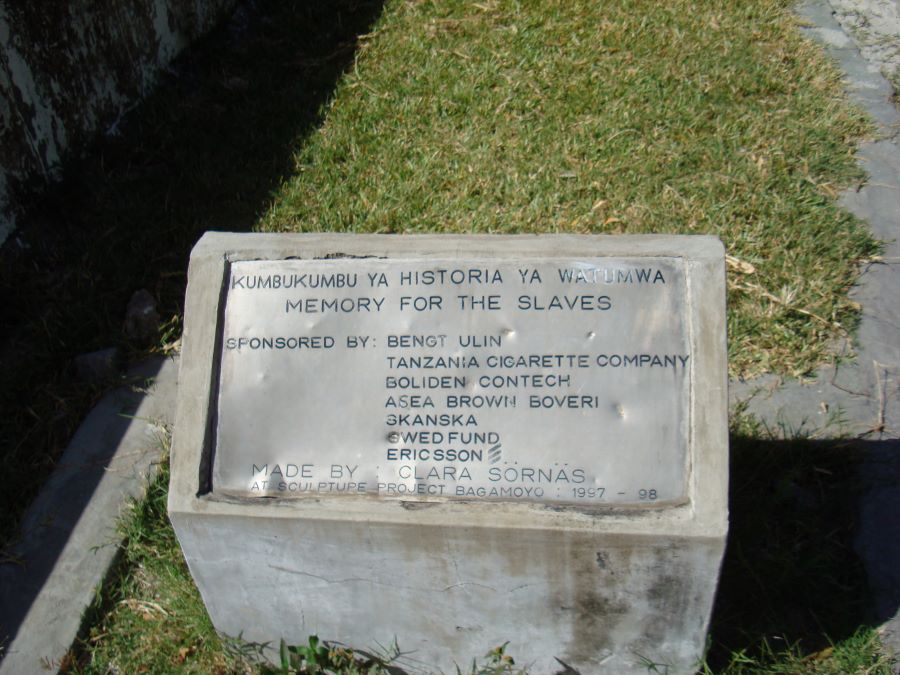 KUMBUKUMBU YA HISTORIA YA WATUMWA
MEMORY FOR THE SLAVES
SPONSORED BY: BENGT ULIN
TANZANIA CIGARETTE COMPANY
BOLIDEN CONTECH
ASEA BROWN BOVERI
SKANSKA
SWEDFUND
ERICSSON
MADE BY : CLARA SÖRNÄS
AT SCULPTURE PROJECT BAGAMOYO : 1997 - 98